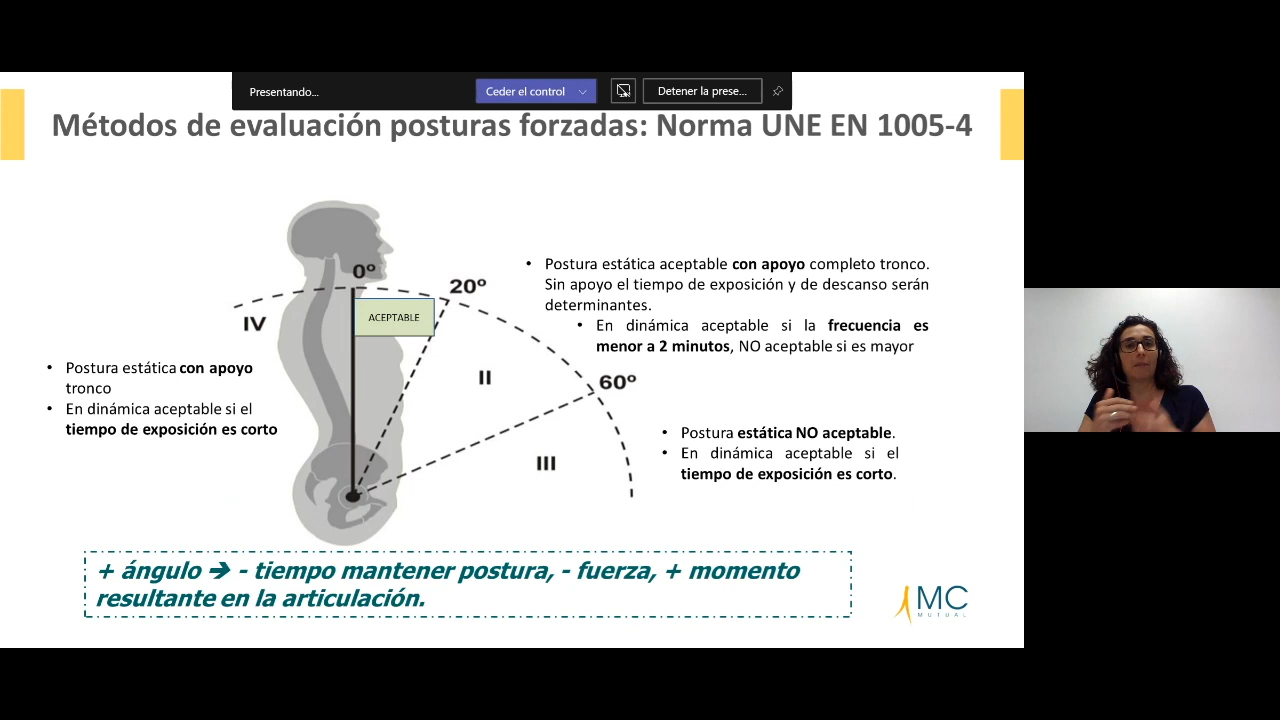 Presentando...
Ceder el control
Detener la prese...
Métodos de evaluación posturas forzadas: Norma UNE EN 1005-4
0º
20º
ACEPTABLE
IV
II
60º
III
• Postura estática aceptable con apoyo completo tronco.
Sin apoyo el tiempo de exposición y de descanso serán
determinantes.
• En dinámica aceptable si la frecuencia es
menor a 2 minutos, NO aceptable si es mayor
• Postura estática con apoyo
tronco
• En dinámica aceptable si el
tiempo de exposición es corto
• Postura estática NO aceptable.
• En dinámica aceptable si el
tiempo de exposición es corto.
+ ángulo ➔ - tiempo mantener postura, - fuerza, + momento
resultante en la articulación.
MC
MUTUAL